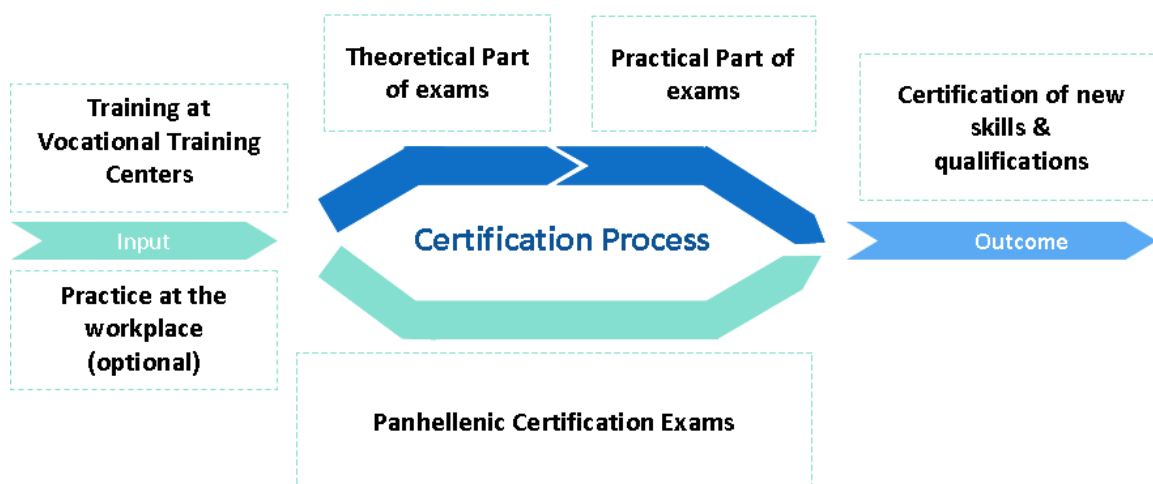 Theoretical Part
of exams
Practical Part of
exams
Training at
Vocational Training
Centers
Certification of new
skills &
qualifications
Input
Certification Process
Outcome
Practice at the
workplace
(optional)
Panhellenic Certification Exams